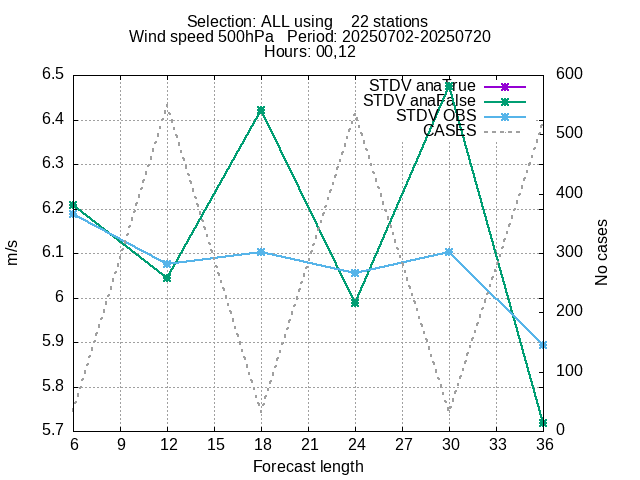 Selection: ALL using    22 stations
Wind speed 500hPa   Period: 20250702-20250720
Hours: 00,12
STDV anaTrue
STDV anaFalse
STDV OBS
CASES
6.5
6.4
6.3
6.2
6.1
6
5.9
5.8
5.7
m/s
600
500
400
300
200
100
0
No cases
6 9 12 15 18 21 24 27 30 33 36
Forecast length